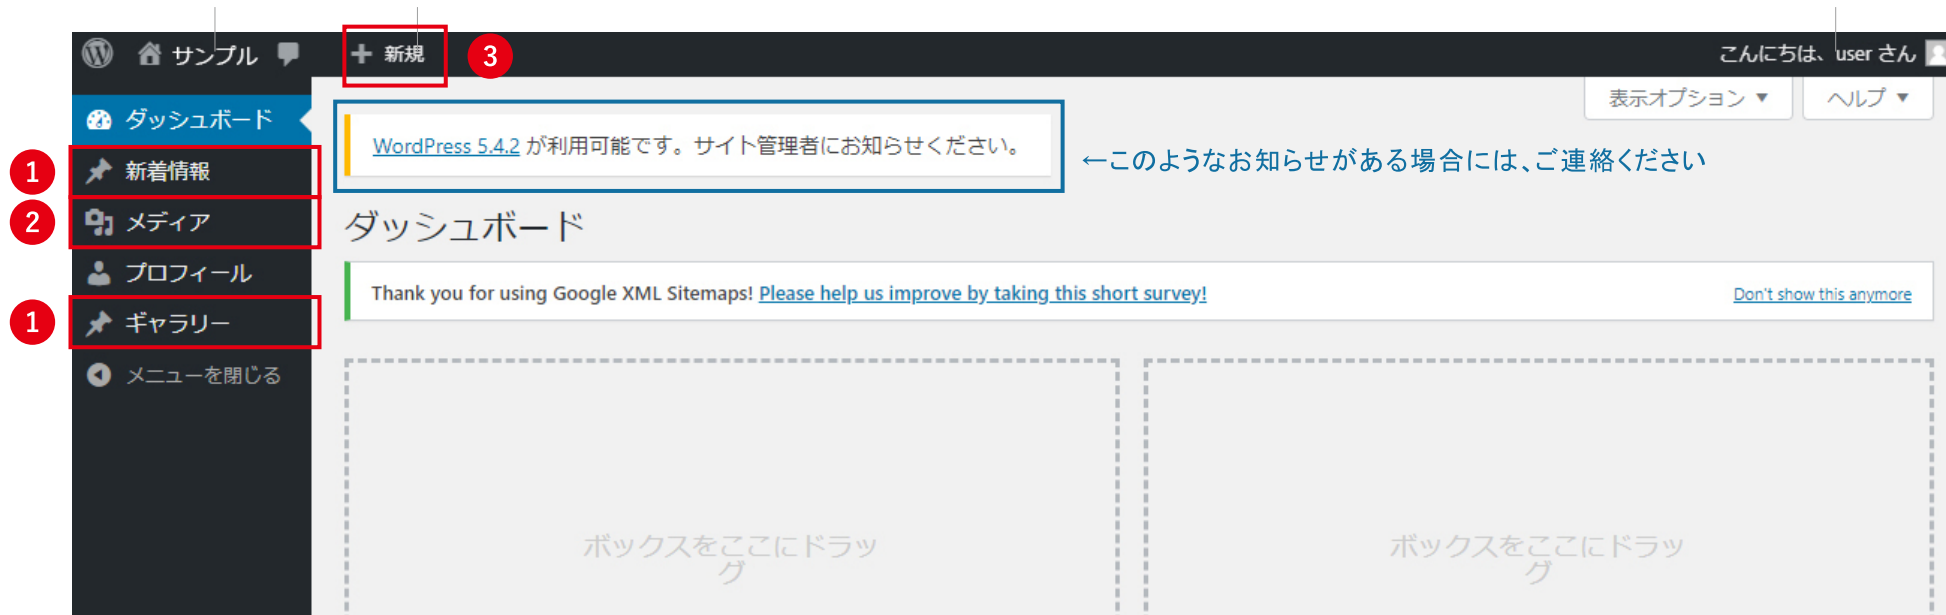 サンプル
新規
3
こんにちは、user さん
表示オプション ▼
ヘルプ ▼
ダッシュボード
1
新着情報
2
メディア
プロフィール
1
ギャラリー
メニューを閉じる
WordPress 5.4.2 が利用可能です。サイト管理者にお知らせください。
←このようなお知らせがある場合には、ご連絡ください
ダッシュボード
Thank you for using Google XML Sitemaps! Please help us improve by taking this short survey!
Don't show this anymore
ボックスをここにドラッ
グ
ボックスをここにドラッ
グ